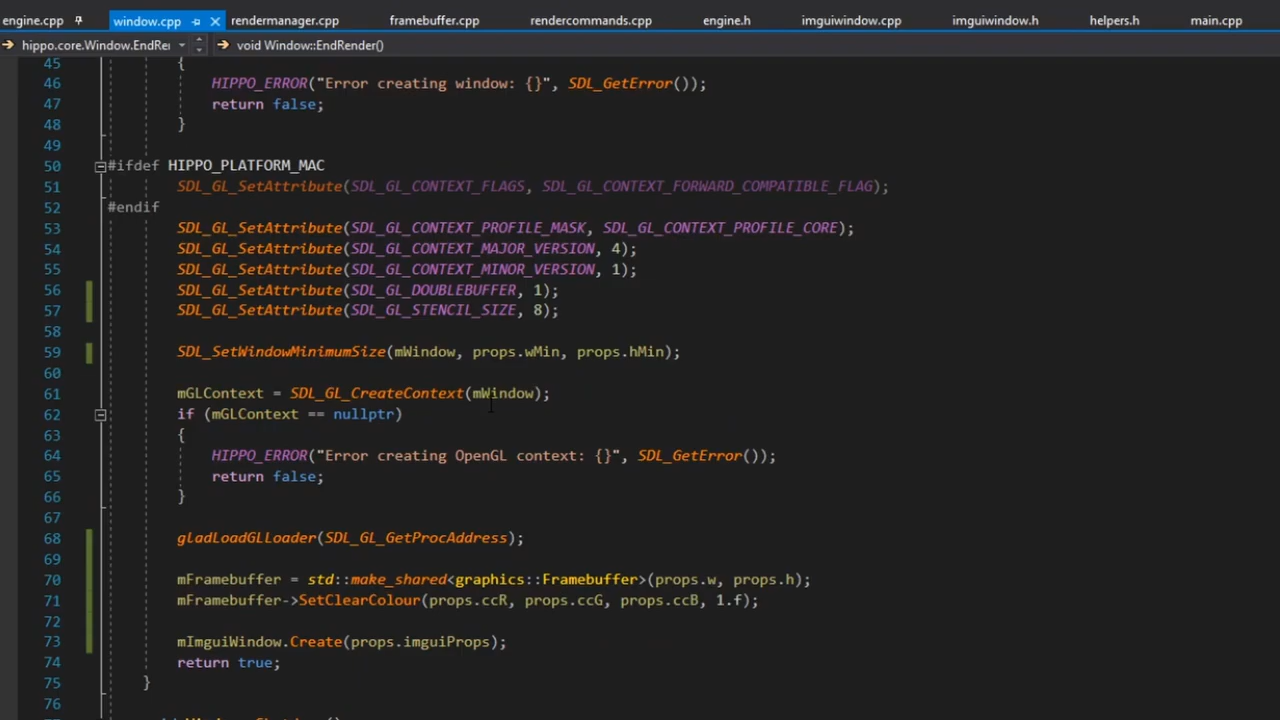 engine.cpp window.cpp rendermanager.cpp framebuffer.cpp rendercommands.cpp engine.h imguiwindow.cpp imguiwindow.h helpers.h main.cpp
hippo.core.Window.EndRe void Window::EndRender()
45 {
46 HIPPO_ERROR("Error creating window: {}", SDL_GetError());
47 return false;
48 }
49
50 #ifdef HIPPO_PLATFORM_MAC
51 SDL_GL_SetAttribute(SDL_GL_CONTEXT_FLAGS, SDL_GL_CONTEXT_FORWARD_COMPATIBLE_FLAG);
52 #endif
53 SDL_GL_SetAttribute(SDL_GL_CONTEXT_PROFILE_MASK, SDL_GL_CONTEXT_PROFILE_CORE);
54 SDL_GL_SetAttribute(SDL_GL_CONTEXT_MAJOR_VERSION, 4);
55 SDL_GL_SetAttribute(SDL_GL_CONTEXT_MINOR_VERSION, 1);
56 SDL_GL_SetAttribute(SDL_GL_DOUBLEBUFFER, 1);
57 SDL_GL_SetAttribute(SDL_GL_STENCIL_SIZE, 8);
58
59 SDL_SetWindowMinimumSize(mWindow, props.wMin, props.hMin);
60
61 mGLContext = SDL_GL_CreateContext(mWindow);
62 if (mGLContext == nullptr)
63 {
64 HIPPO_ERROR("Error creating OpenGL context: {}", SDL_GetError());
65 return false;
66 }
67
68 gladLoadGLLoader(SDL_GL_GetProcAddress);
69
70 mFramebuffer = std::make_shared<graphics::Framebuffer>(props.w, props.h);
71 mFramebuffer->SetClearColour(props.ccR, props.ccG, props.ccB, 1.f);
72
73 mImguiWindow.Create(props.imguiProps);
74 return true;
75 }
76